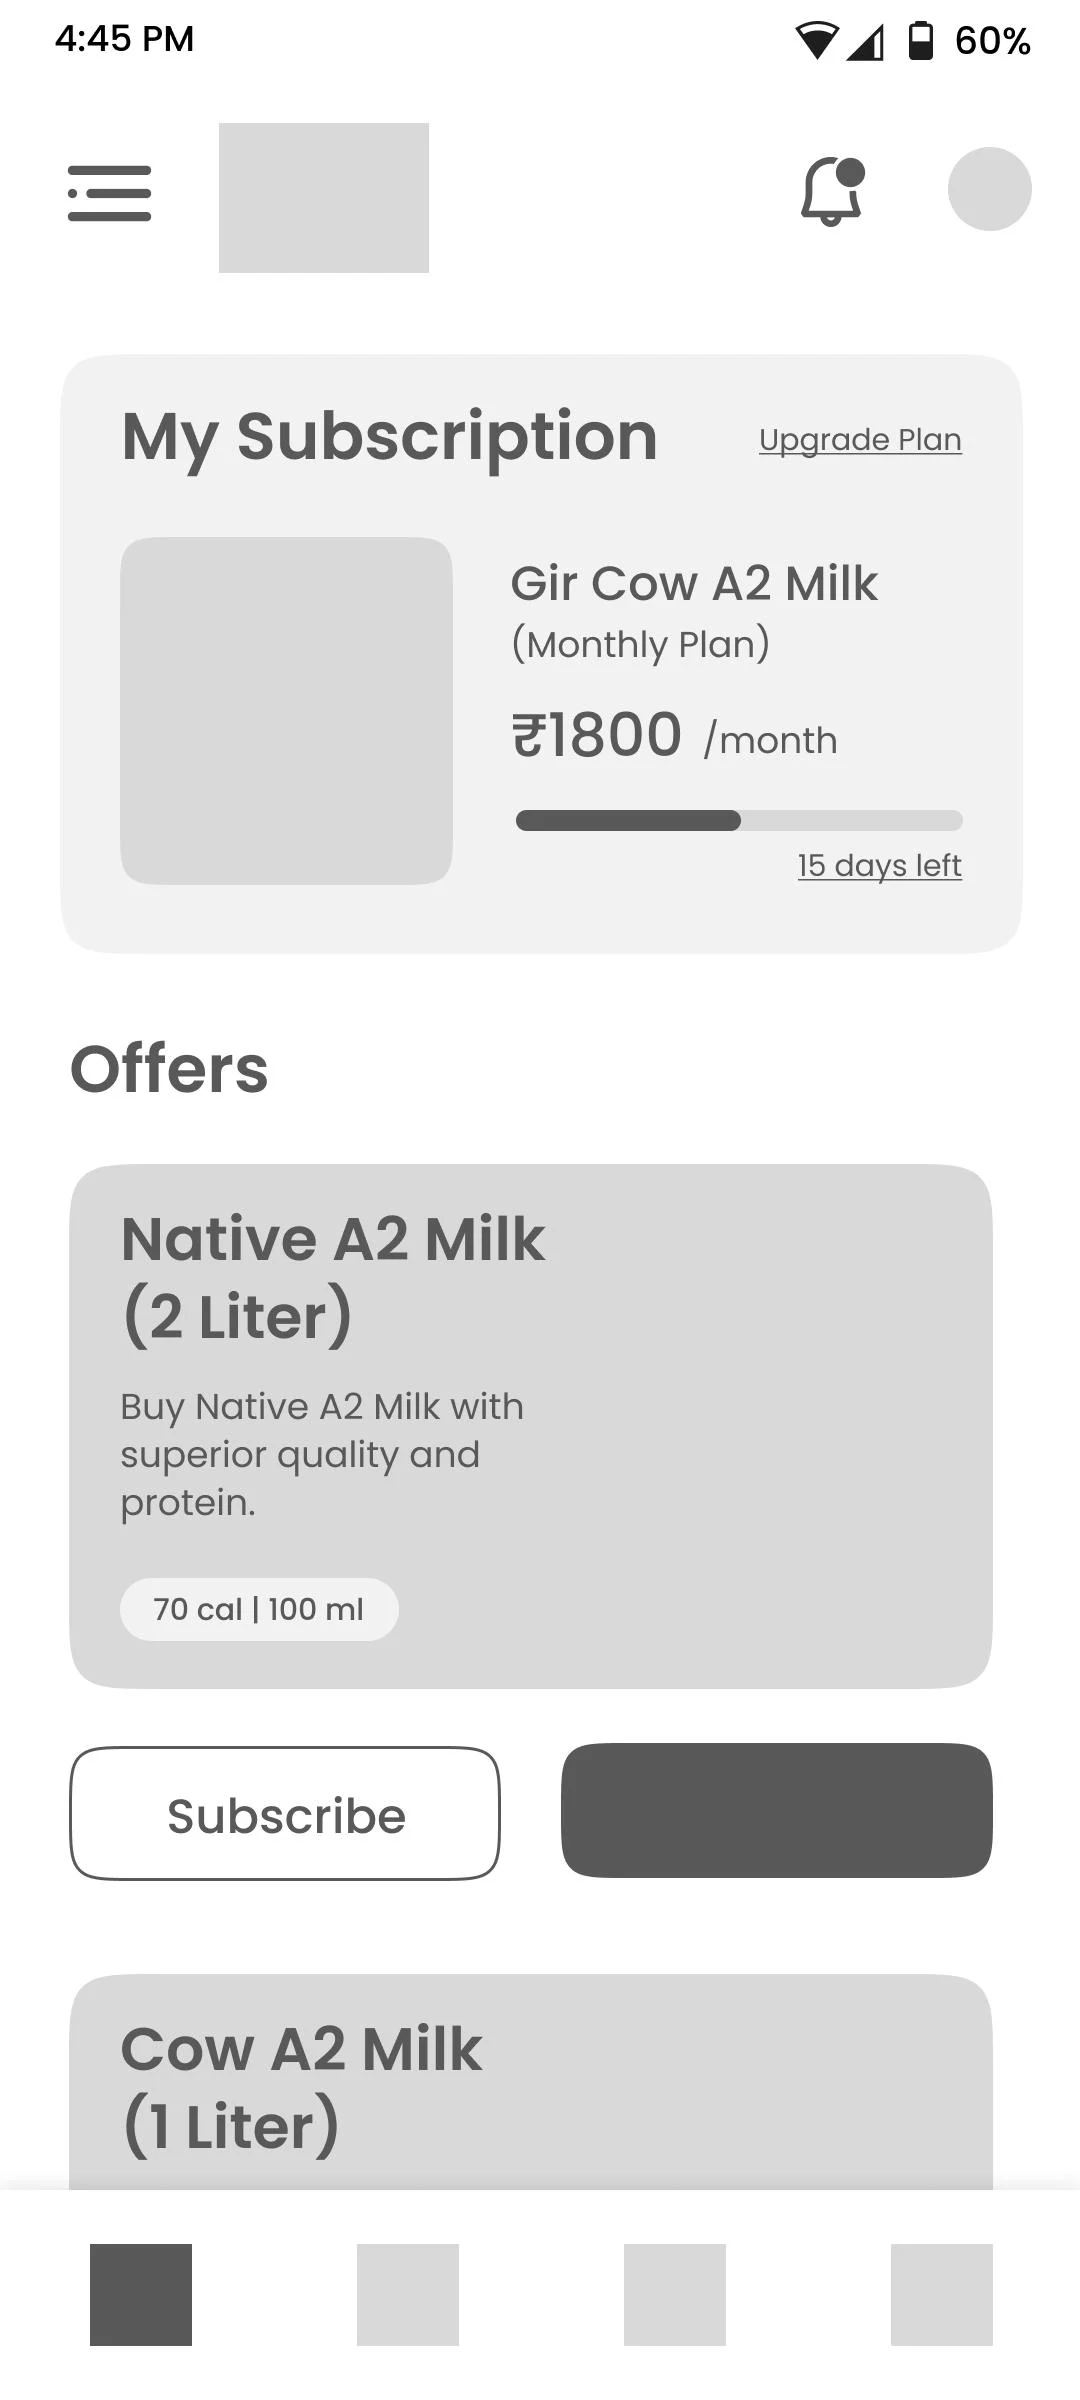 4:45 PM
60%
My Subscription
Upgrade Plan
Gir Cow A2 Milk
(Monthly Plan)
₹1800 /month
15 days left
Offers
Native A2 Milk
(2 Liter)
Buy Native A2 Milk with
superior quality and
protein.
70 cal | 100 ml
Subscribe
Cow A2 Milk
(1 Liter)